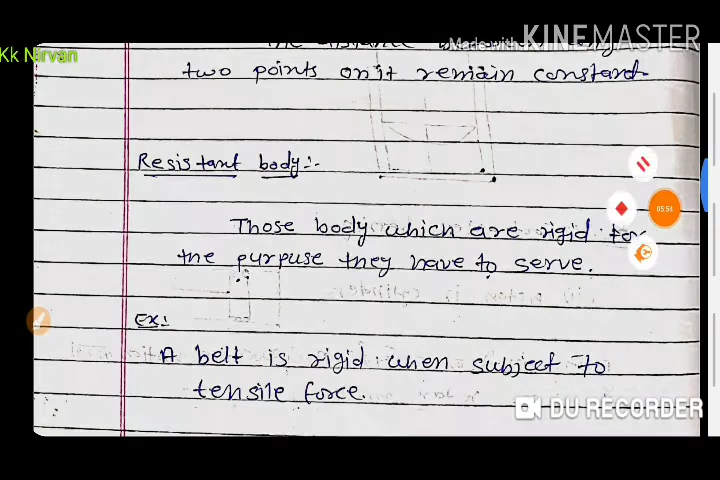 Made with KINEMASTER
Kk Nirvan
two points on it remain constant
Resistant body:-
Those body which are rigid for
the purpuse they have to serve.
05:54
Ex:
A belt is rigid when subject to
tensile force.
DU RECORDER